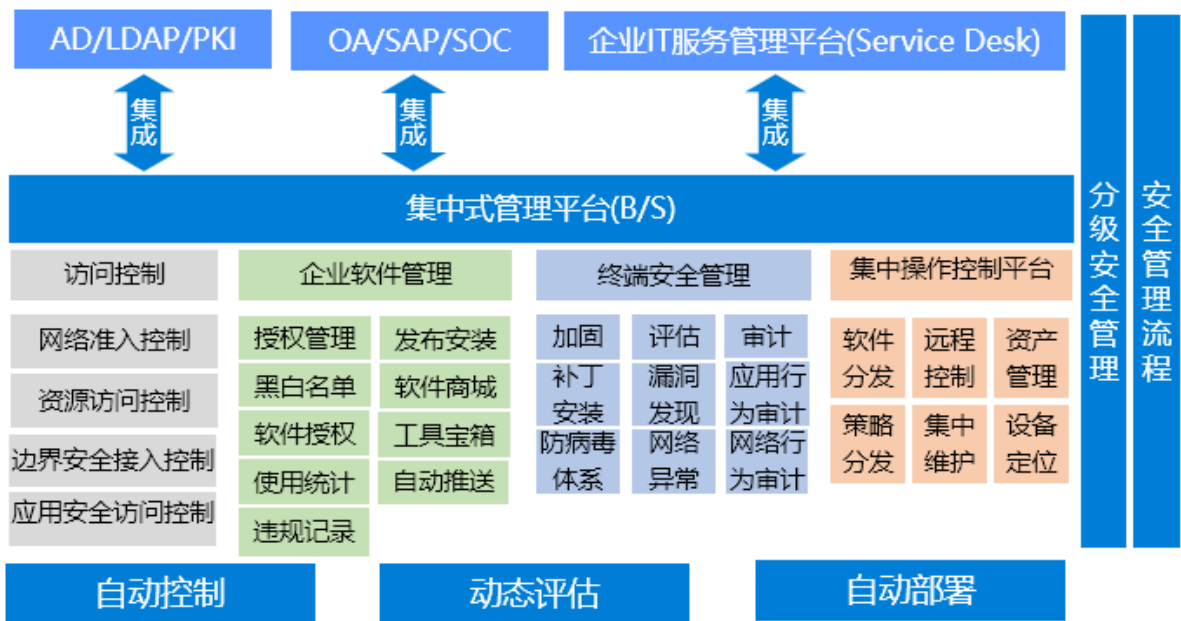 AD/LDAP/PKI
OA/SAP/SOC
企业IT服务管理平台(Service Desk)
集
成
集
成
集
成
集中式管理平台(B/S)
访问控制
网络准入控制
资源访问控制
边界安全接入控制
应用安全访问控制
企业软件管理
授权管理
黑白名单
软件授权
使用统计
违规记录
发布安装
软件商城
工具宝箱
自动推送
终端安全管理
加固
补丁
安装
防病毒
体系
评估
漏洞
发现
网络
异常
审计
应用行
为审计
网络行
为审计
集中操作控制平台
软件
分发
远程
控制
资产
管理
策略
分发
集中
维护
设备
定位
分级安全管理
安全管理流程
自动控制
动态评估
自动部署